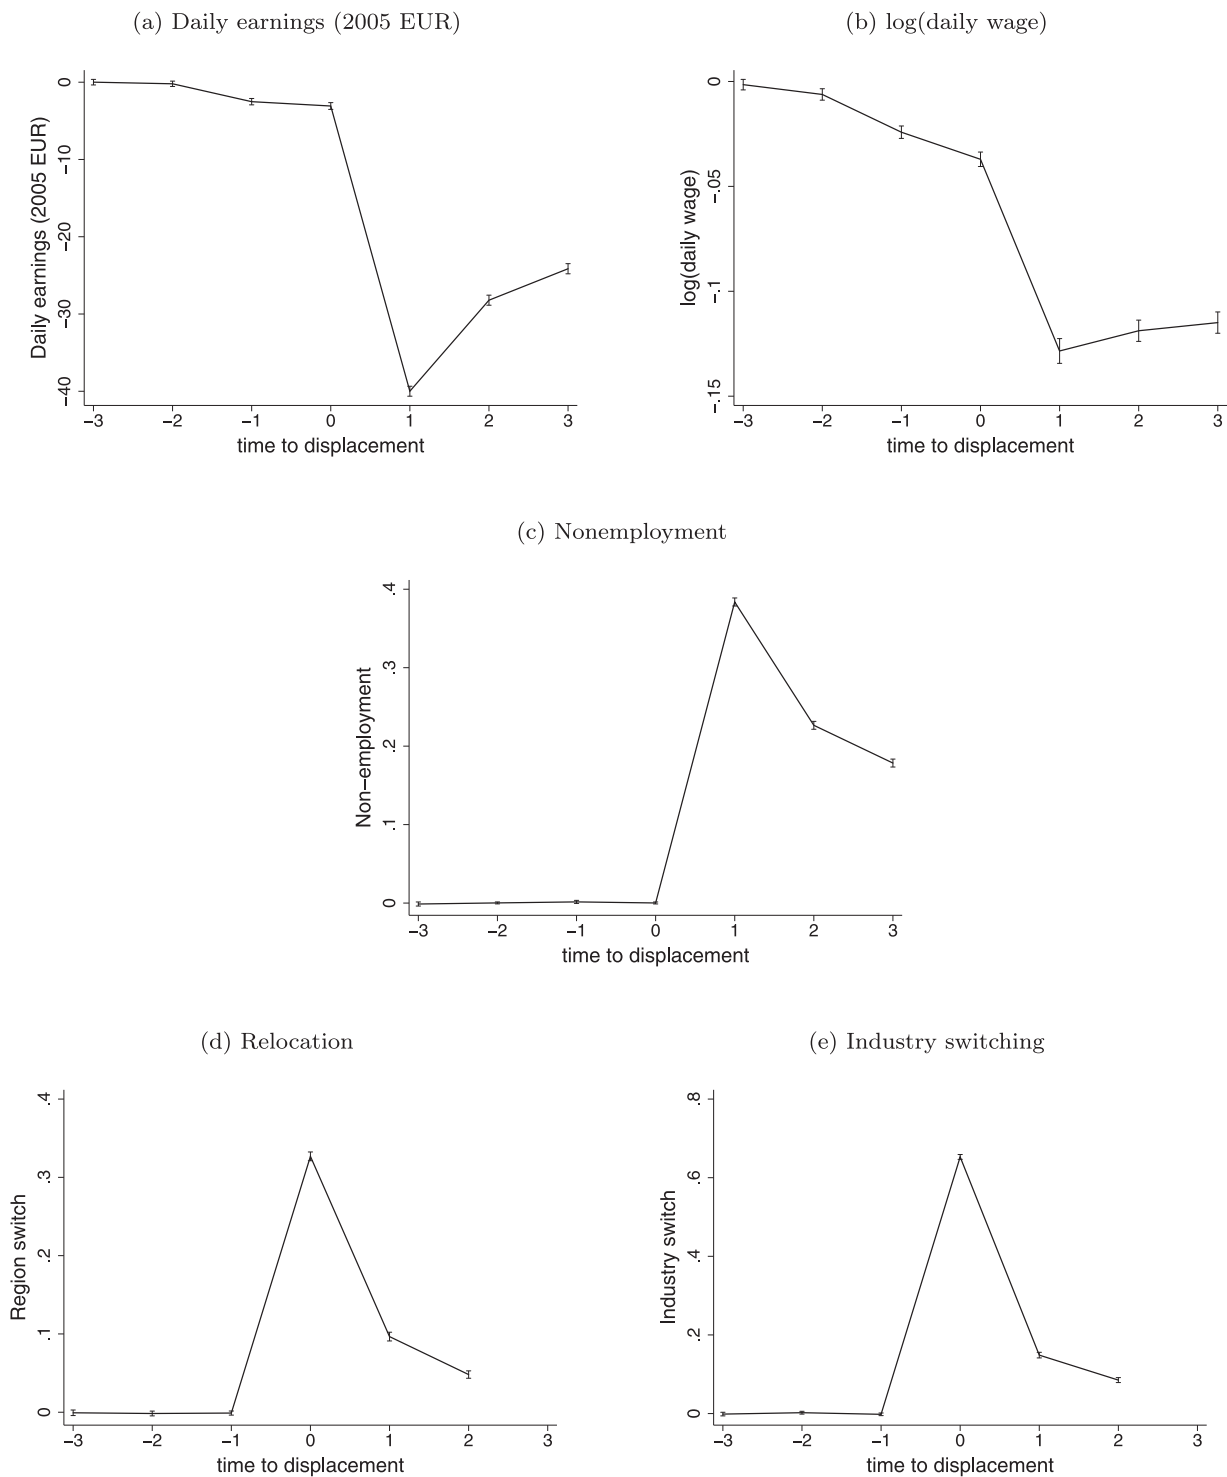 (a) Daily earnings (2005 EUR)
(b) log(daily wage)
Daily earnings (2005 EUR)
0
−10
−20
−30
−40
−3 −2 −1 0 1 2 3
time to displacement
log(daily wage)
0
−.05
−.1
−.15
−3 −2 −1 0 1 2 3
time to displacement
(c) Nonemployment
Non−employment
.4
.3
.2
.1
0
−3 −2 −1 0 1 2 3
time to displacement
(d) Relocation
(e) Industry switching
Region switch
.4
.3
.2
.1
0
−3 −2 −1 0 1 2 3
time to displacement
Industry switch
.8
.6
.4
.2
0
−3 −2 −1 0 1 2 3
time to displacement